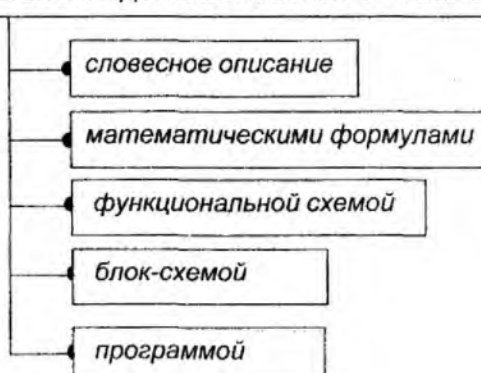 словесное описание
математическими формулами
функциональной схемой
блок-схемой
программой